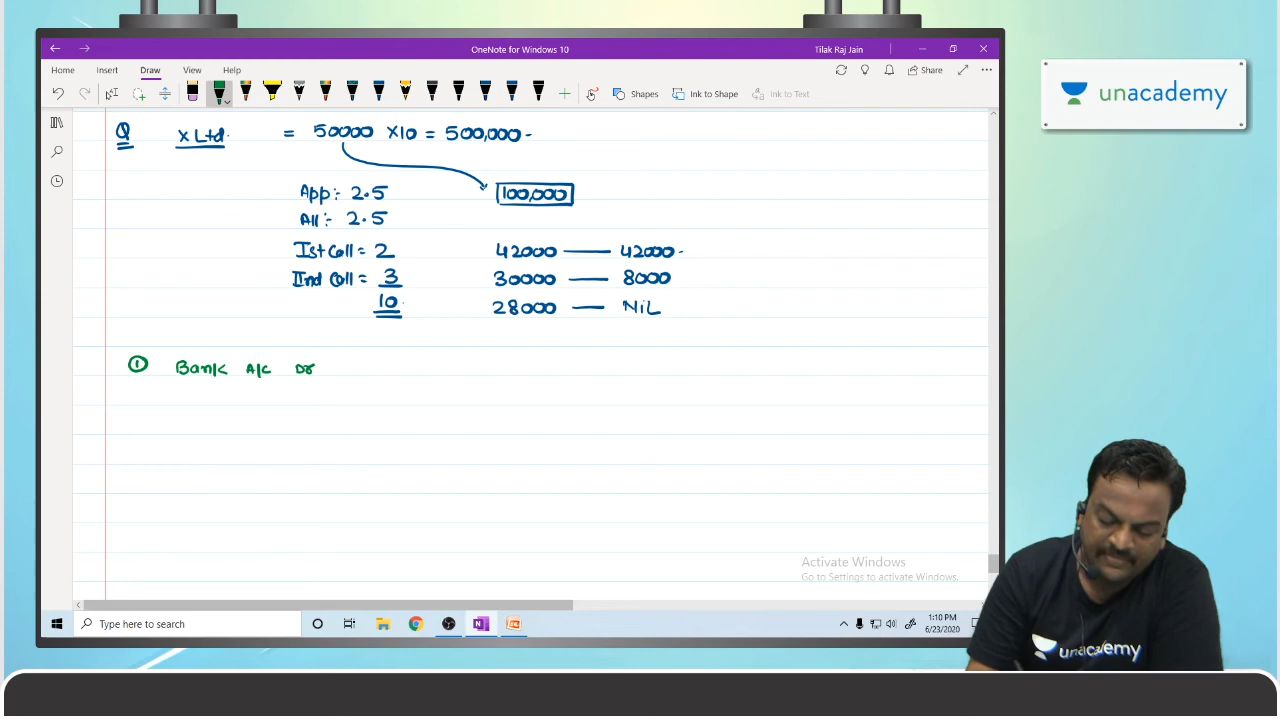 OneNote for Windows 10
Tilak Raj Jain
Home Insert Draw View Help
Share
Shapes
Ink to Shape
Ink to Text
unacademy
Q X Ltd. = 50000 X10 = 500,000-
App:- 2.5 100,000
All:- 2.5
Ist Call = 2 42000 — 42000-
IInd Call = 3 30000 — 8000
10 28000 — NiL
① Bank A/C Dr
Activate Windows
Go to Settings to activate Windows.
Type here to search
1:10 PM
6/23/2020
unacademy